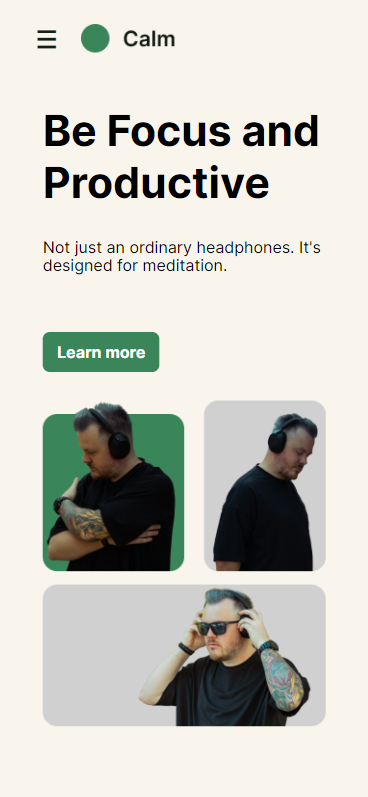 Calm
Be Focus and
Productive
Not just an ordinary headphones. It's
designed for meditation.
Learn more